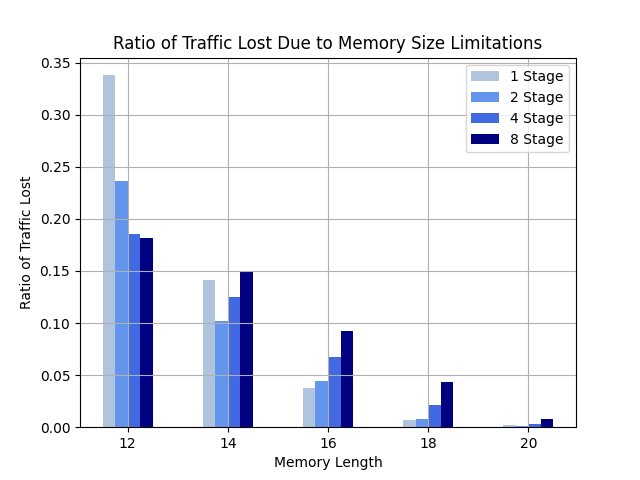 Ratio of Traffic Lost Due to Memory Size Limitations
1 Stage
2 Stage
4 Stage
8 Stage
Ratio of Traffic Lost
0.35
0.30
0.25
0.20
0.15
0.10
0.05
0.00
12 14 16 18 20
Memory Length